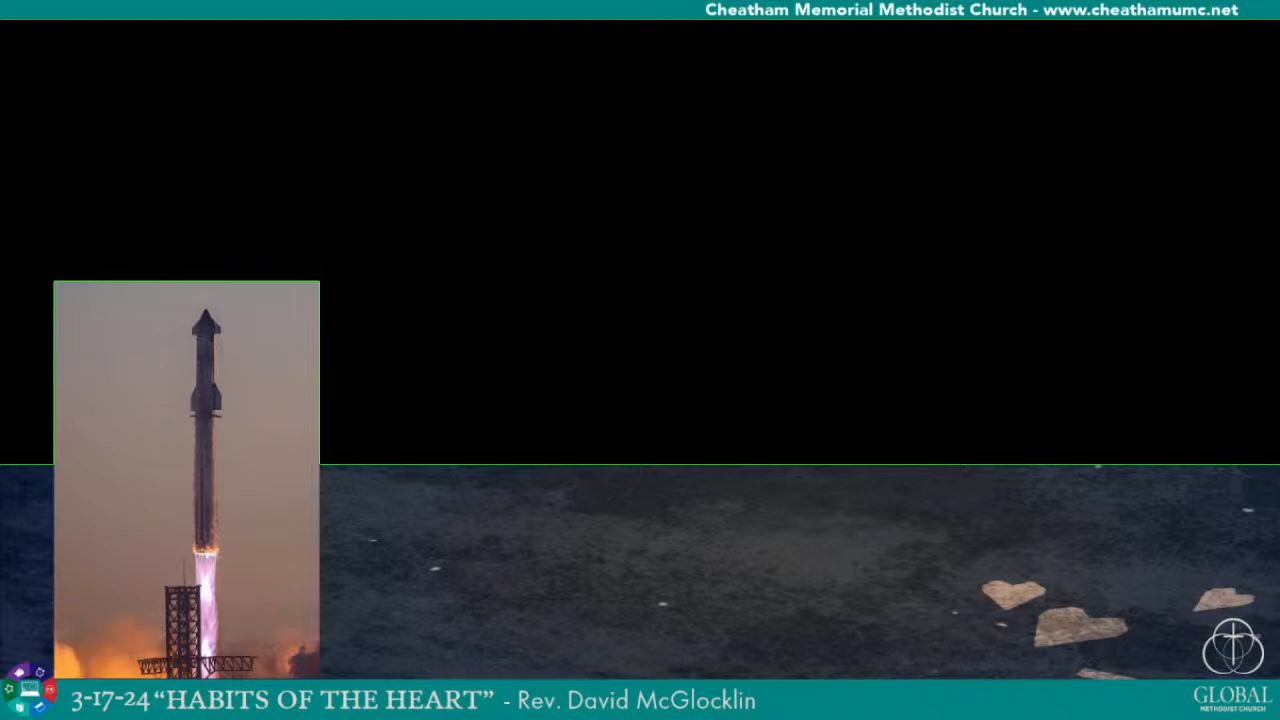 Cheatham Memorial Methodist Church - www.cheathamumc.net
3-17-24 “HABITS OF THE HEART” - Rev. David McGlocklin
GLOBAL
METHODIST CHURCH